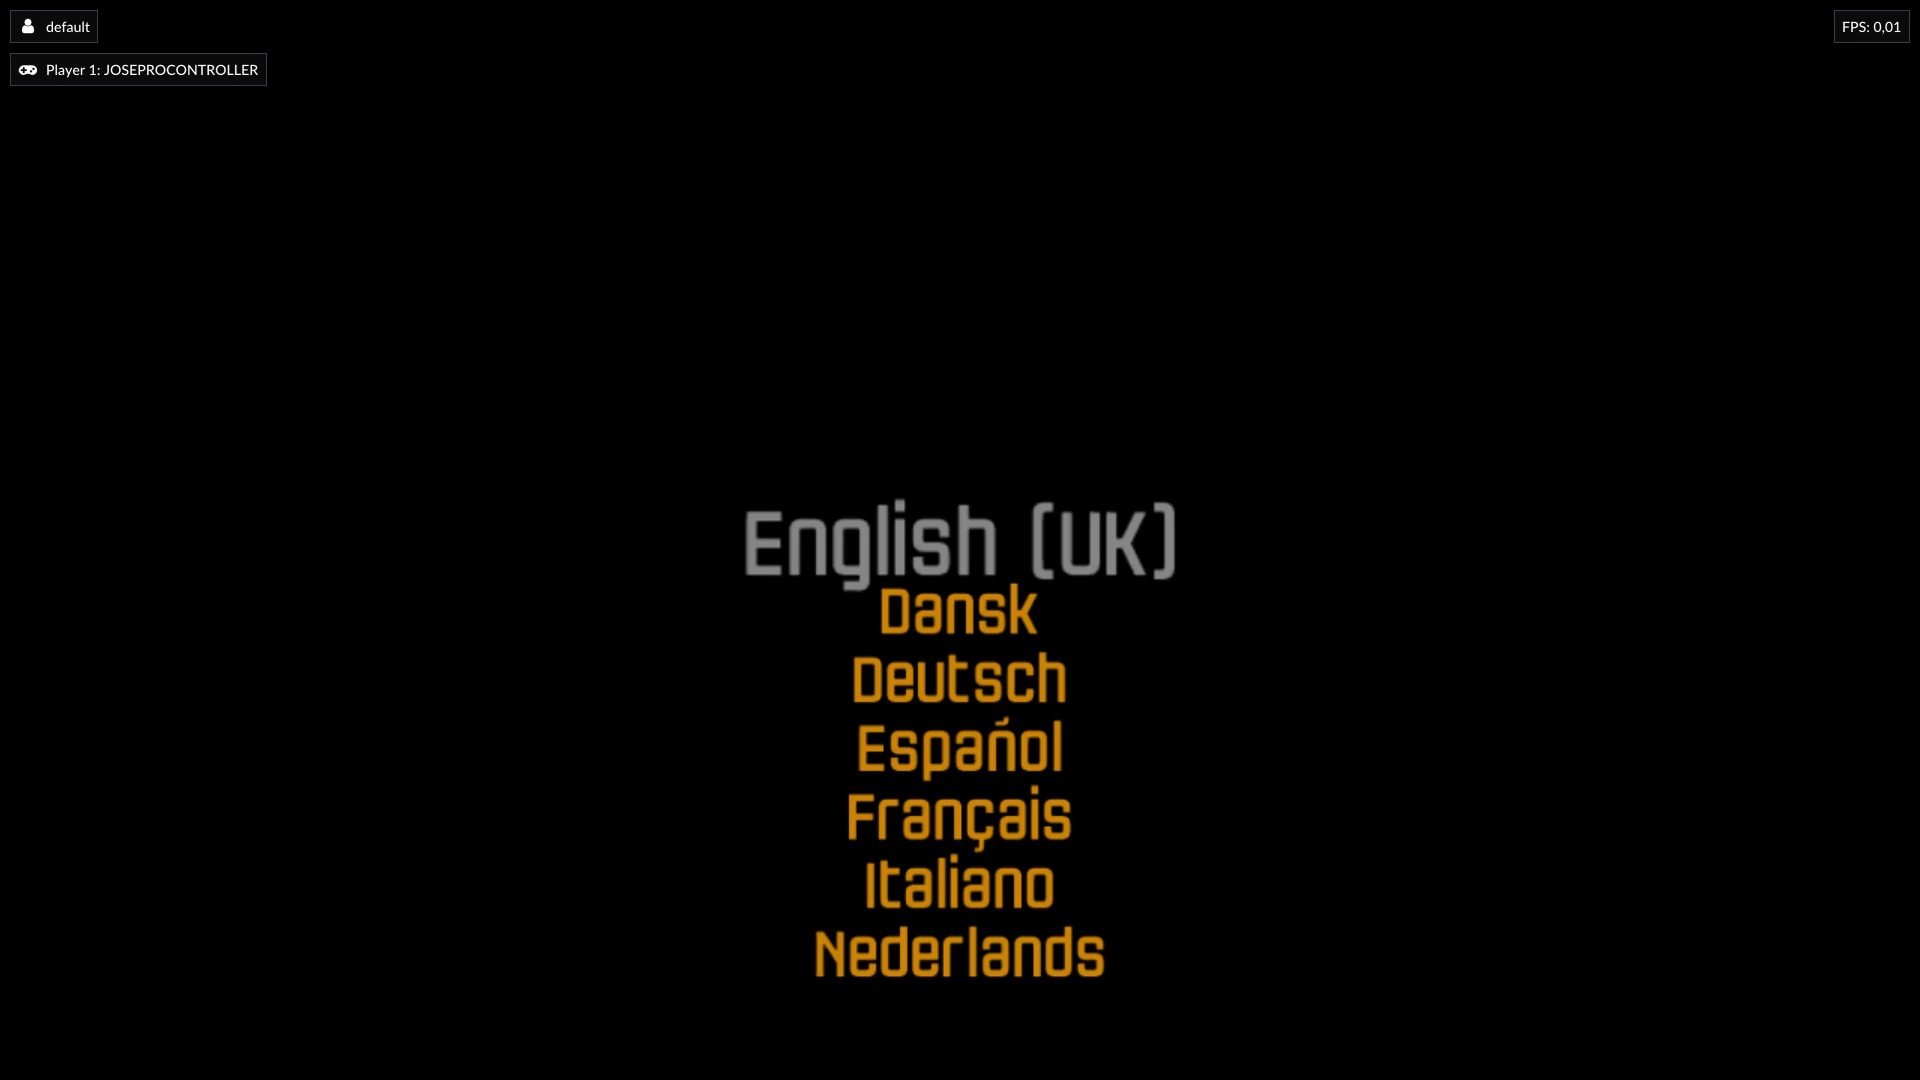 default
FPS: 0,01
Player 1: JOSEPROCONTROLLER
English (UK)
Dansk
Deutsch
Español
Français
Italiano
Nederlands